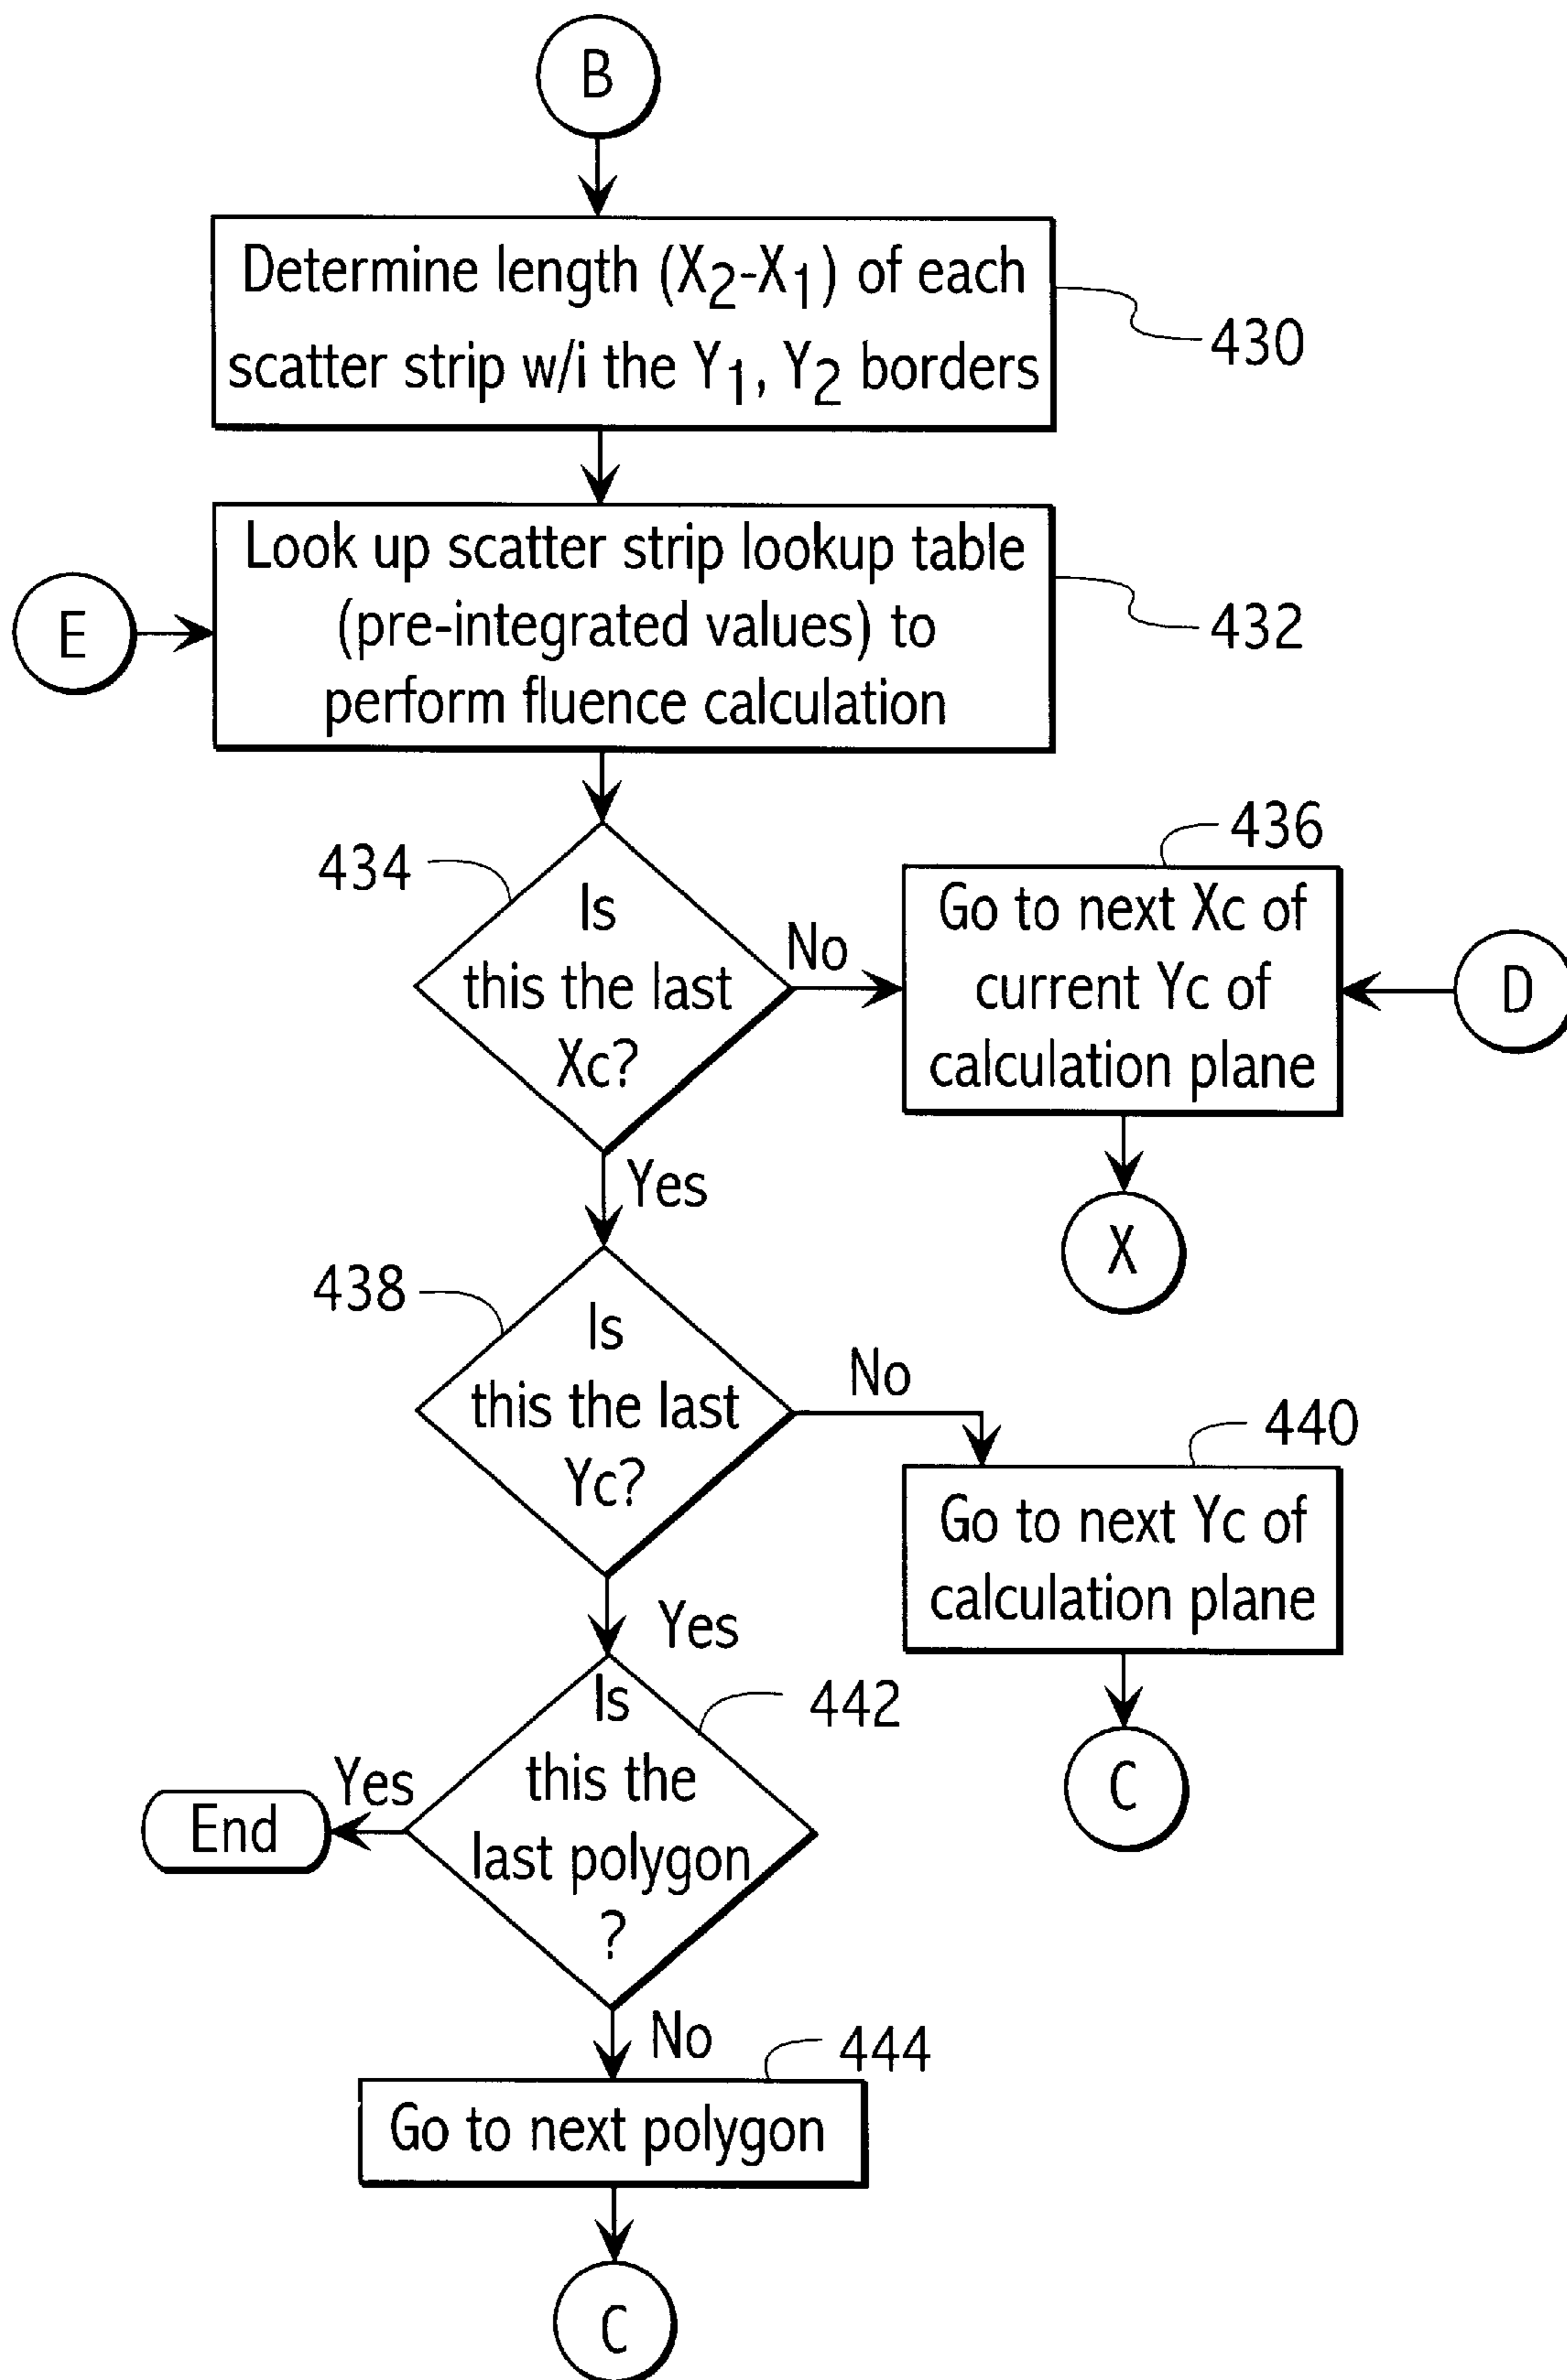 B
Determine length (X2-X1) of each
scatter strip w/i the Y1, Y2 borders
430
E
Look up scatter strip lookup table
(pre-integrated values) to
perform fluence calculation
432
434
Is
this the last
Xc?
No
436
Go to next Xc of
current Yc of
calculation plane
D
X
Yes
438
Is
this the last
Yc?
No
440
Go to next Yc of
calculation plane
C
Yes
442
Is
this the
last polygon
?
Yes
End
No
444
Go to next polygon
C